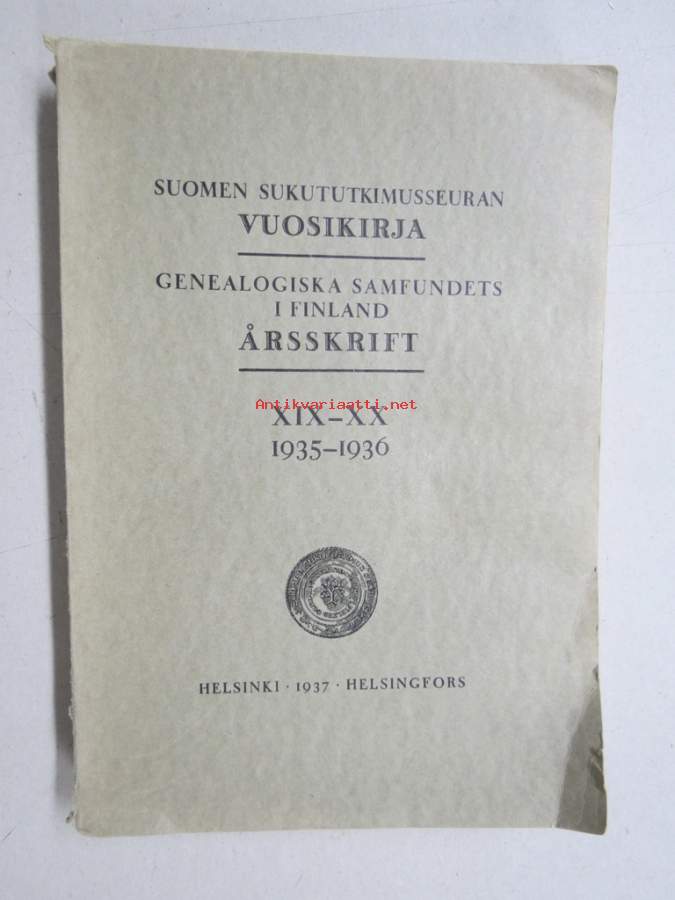 SUOMEN SUKUTUTKIMUSSEURAN
VUOSIKIRJA
GENEALOGISKA SAMFUNDETS
I FINLAND
ÅRSSKRIFT
Antikvariaatti.net
XIX–XX
1935–1936
HELSINKI · 1937 · HELSINGFORS